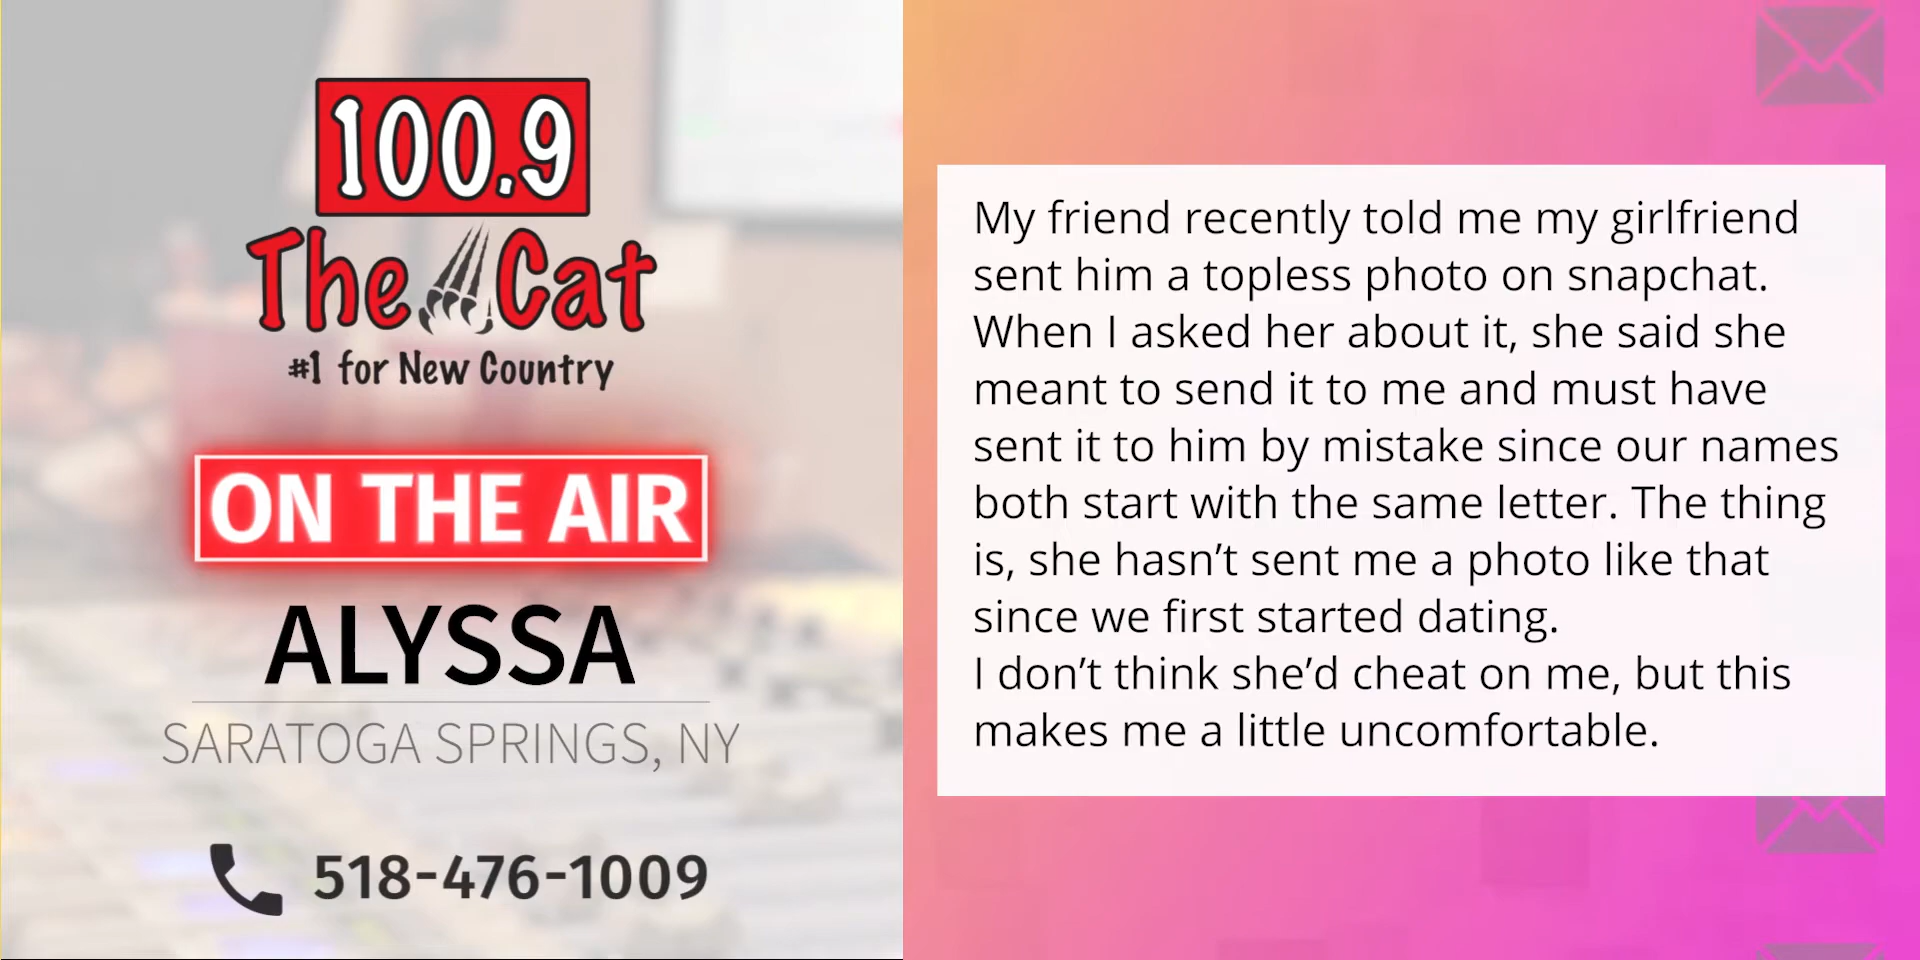 100.9
The Cat
#1 for New Country
ON THE AIR
ALYSSA
SARATOGA SPRINGS, NY
518-476-1009
My friend recently told me my girlfriend
sent him a topless photo on snapchat.
When I asked her about it, she said she
meant to send it to me and must have
sent it to him by mistake since our names
both start with the same letter. The thing
is, she hasn’t sent me a photo like that
since we first started dating.
I don’t think she’d cheat on me, but this
makes me a little uncomfortable.